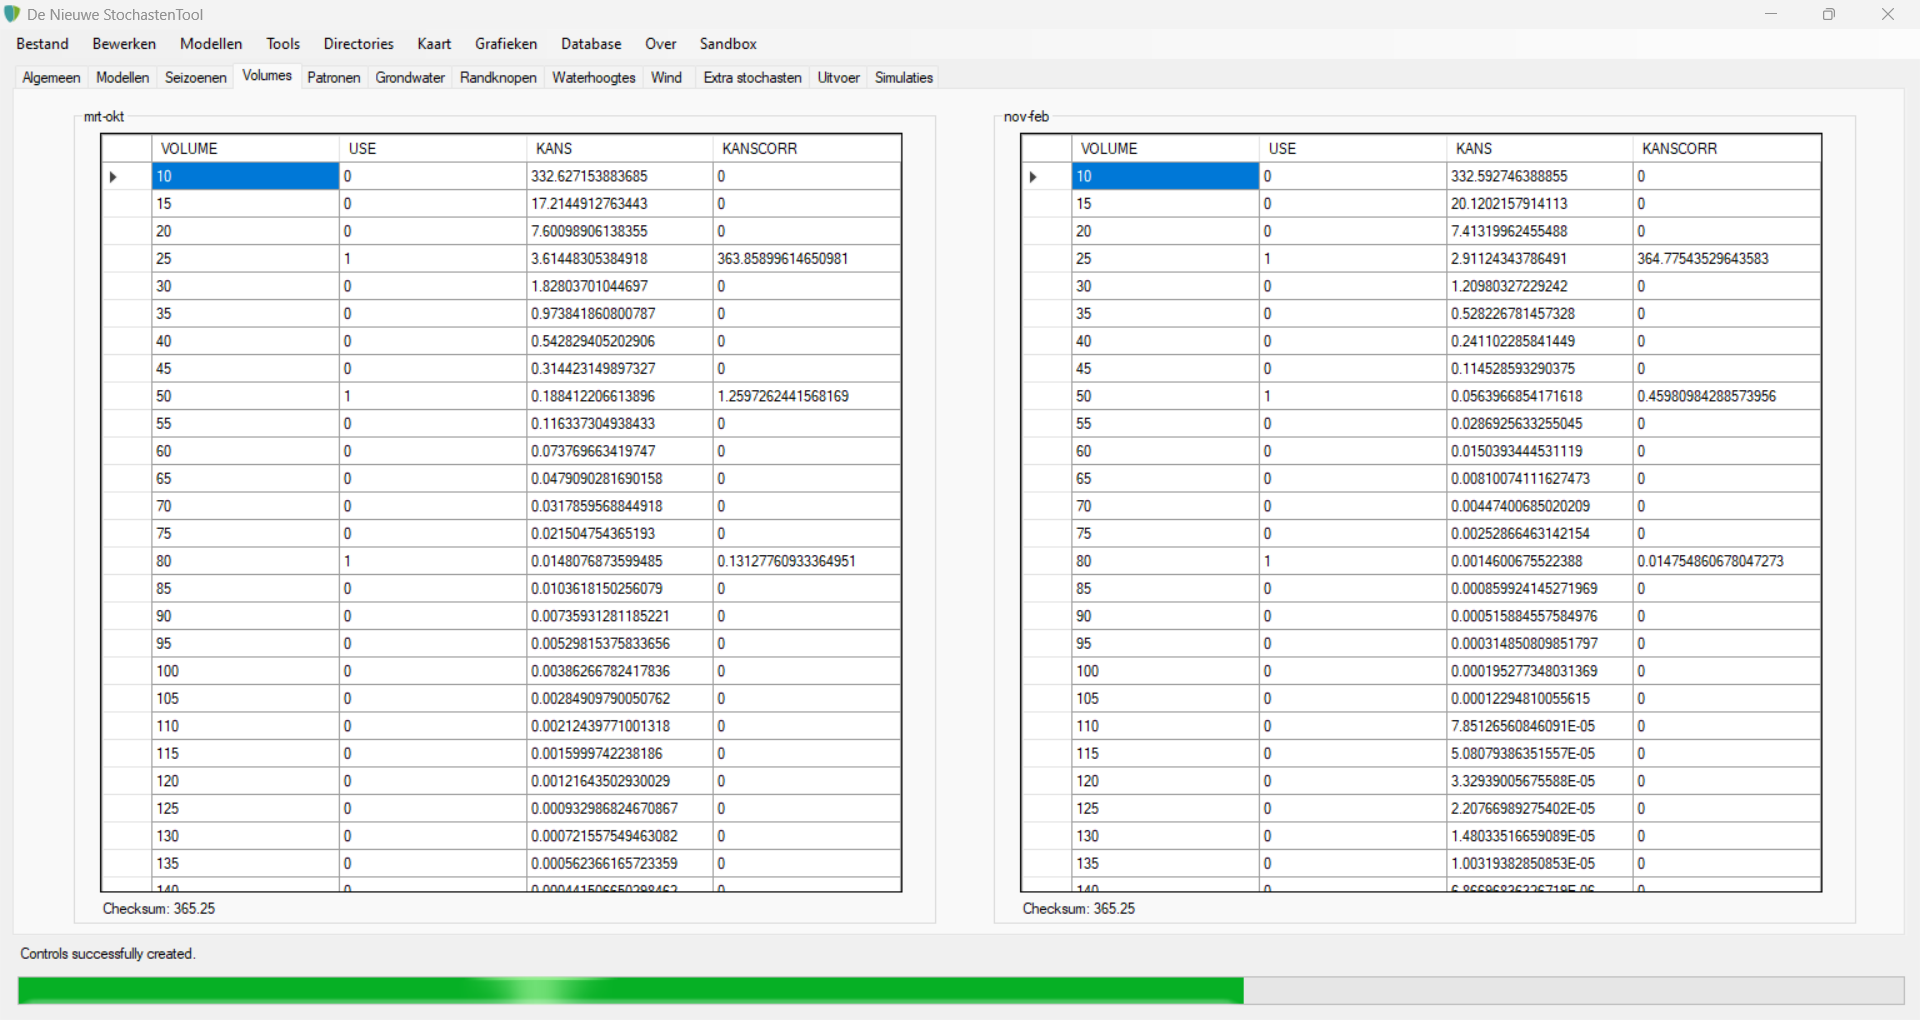 De Nieuwe StochastenTool
Bestand Bewerken Modellen Tools Directories Kaart Grafieken Database Over Sandbox
Algemeen Modellen Seizoenen Volumes Patronen Grondwater Randknopen Waterhoogtes Wind Extra stochasten Uitvoer Simulaties
mrt-okt
VOLUME USE KANS KANSCORR
10 0 332.627153883685 0
15 0 17.2144912763443 0
20 0 7.60098906138355 0
25 1 3.61448305384918 363.85899614650981
30 0 1.82803701044697 0
35 0 0.973841860800787 0
40 0 0.542829405202906 0
45 0 0.314423149897327 0
50 1 0.188412206613896 1.2597262441568169
55 0 0.116337304938433 0
60 0 0.073769663419747 0
65 0 0.0479090281690158 0
70 0 0.0317859568844918 0
75 0 0.021504754365193 0
80 1 0.0148076873599485 0.13127760933364951
85 0 0.0103618150256079 0
90 0 0.00735931281185221 0
95 0 0.00529815375833656 0
100 0 0.00386266782417836 0
105 0 0.00284909790050762 0
110 0 0.00212439771001318 0
115 0 0.0015999742238186 0
120 0 0.00121643502930029 0
125 0 0.000932986824670867 0
130 0 0.000721557549463082 0
135 0 0.000562366165723359 0
140 0 0.000441506650298462 0
Checksum: 365.25
nov-feb
VOLUME USE KANS KANSCORR
10 0 332.592746388855 0
15 0 20.1202157914113 0
20 0 7.41319962455488 0
25 1 2.91124343786491 364.77543529643583
30 0 1.20980327229242 0
35 0 0.528226781457328 0
40 0 0.241102285841449 0
45 0 0.114528593290375 0
50 1 0.0563966854171618 0.45980984288573956
55 0 0.0286925633255045 0
60 0 0.0150393444531119 0
65 0 0.00810074111627473 0
70 0 0.00447400685020209 0
75 0 0.00252866463142154 0
80 1 0.0014600675522388 0.014754860678047273
85 0 0.000859924145271969 0
90 0 0.000515884557584976 0
95 0 0.000314850809851797 0
100 0 0.000195277348031369 0
105 0 0.00012294810055615 0
110 0 7.85126560846091E-05 0
115 0 5.08079386351557E-05 0
120 0 3.32939005675588E-05 0
125 0 2.20766989275402E-05 0
130 0 1.48033516659089E-05 0
135 0 1.00319382850853E-05 0
140 0 6.86696836326719E-06 0
Checksum: 365.25
Controls successfully created.